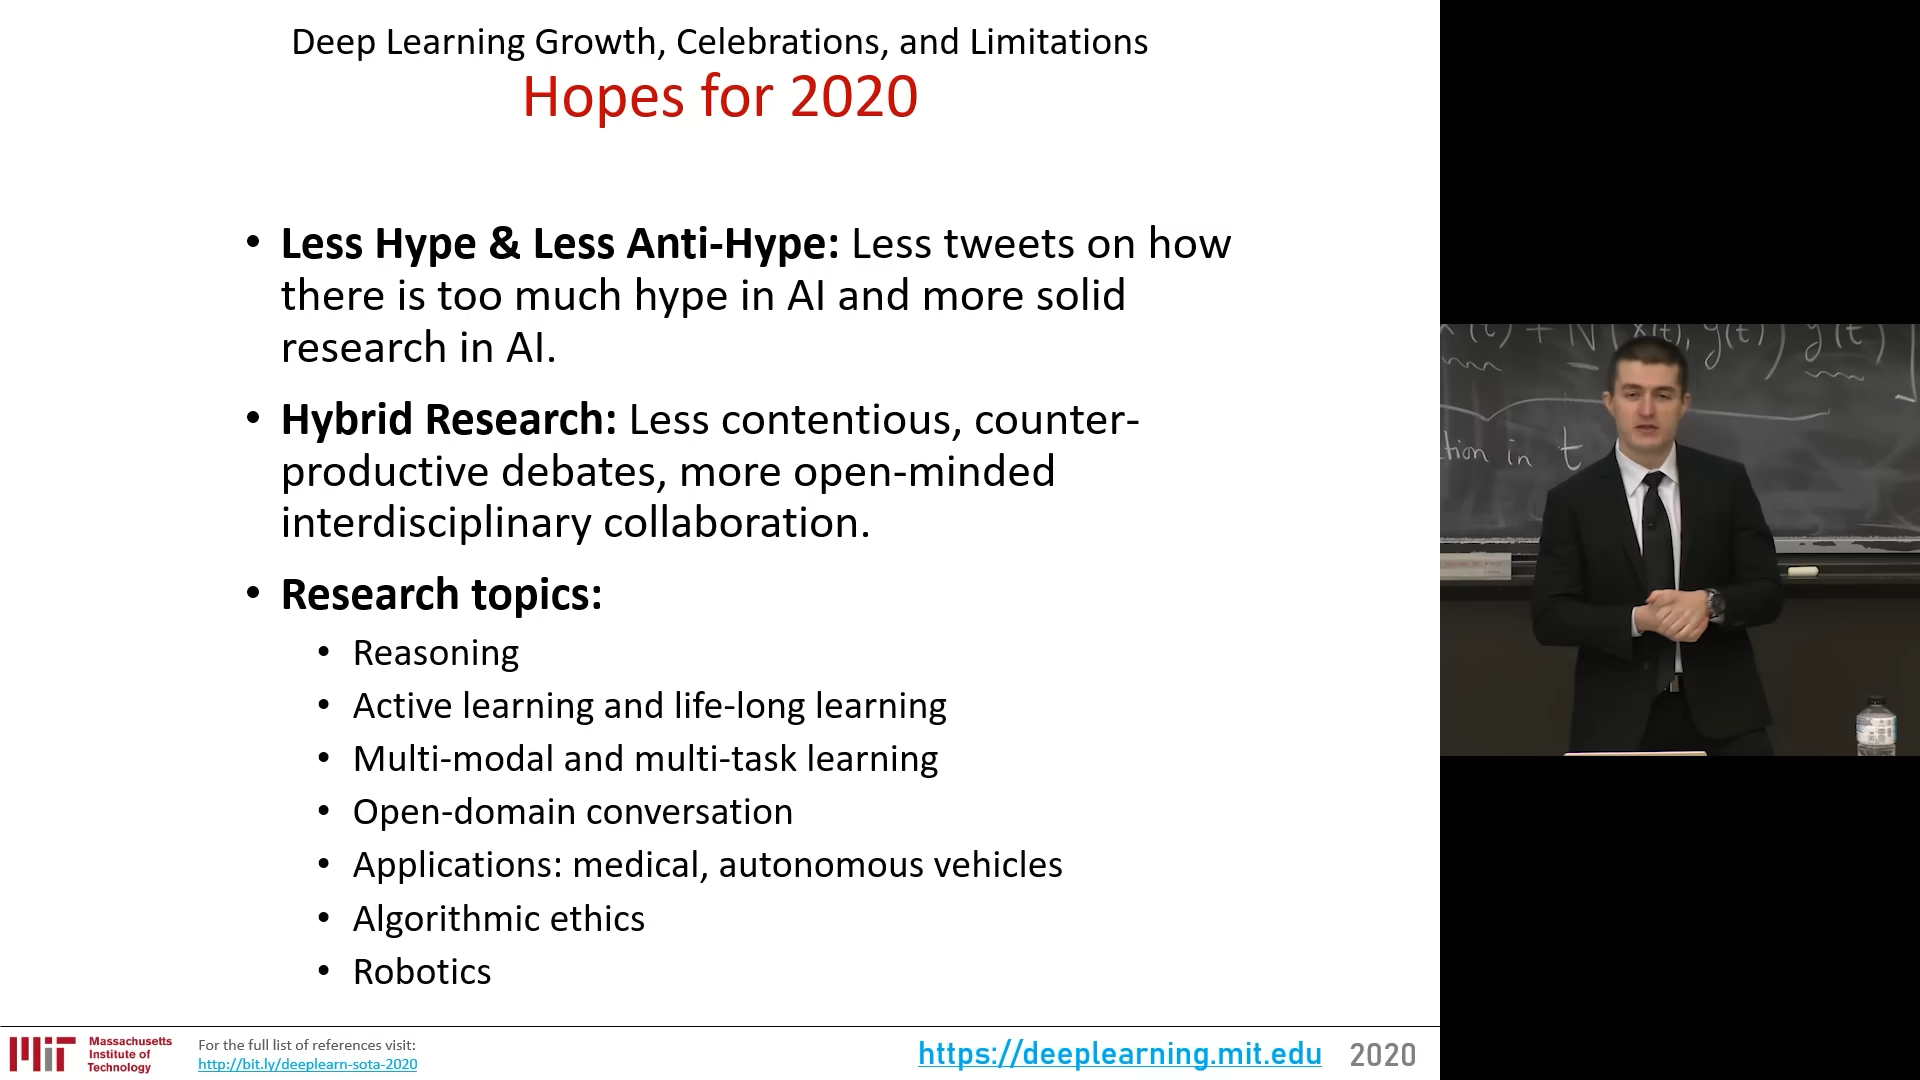 Deep Learning Growth, Celebrations, and Limitations
Hopes for 2020
• Less Hype & Less Anti-Hype: Less tweets on how
there is too much hype in AI and more solid
research in AI.
• Hybrid Research: Less contentious, counter-
productive debates, more open-minded
interdisciplinary collaboration.
• Research topics:
• Reasoning
• Active learning and life-long learning
• Multi-modal and multi-task learning
• Open-domain conversation
• Applications: medical, autonomous vehicles
• Algorithmic ethics
• Robotics
MIT
Massachusetts
Institute of
Technology
For the full list of references visit:
http://bit.ly/deeplearn-sota-2020
https://deeplearning.mit.edu 2020
(t) + N(x(t), y(t)) y(t)
in t